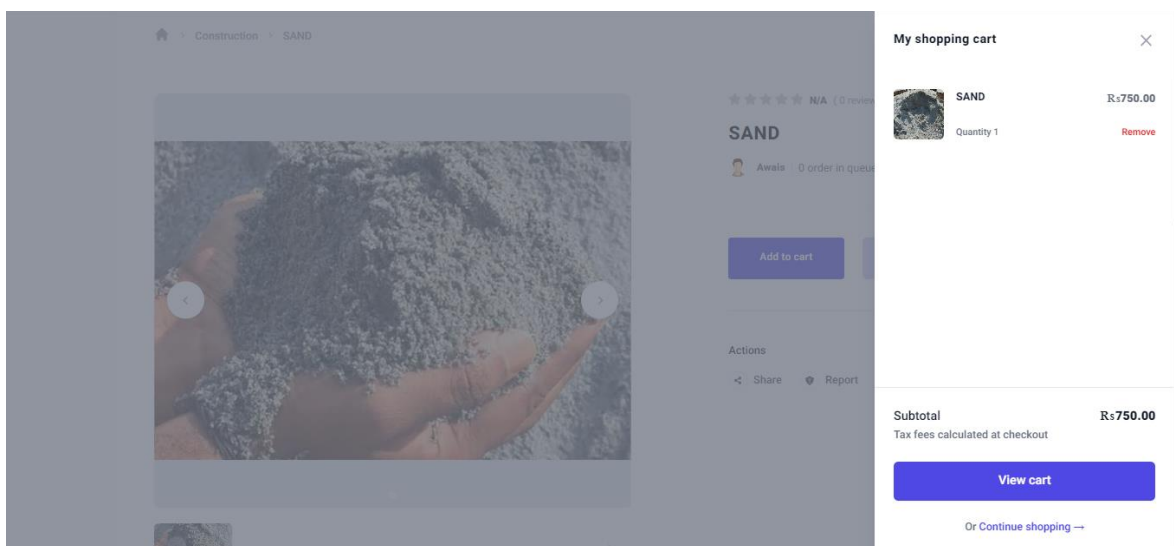 Construction SAND
N/A ( 0 review
SAND
Awais 0 order in queue
Add to cart
Actions
Share Report
My shopping cart
SAND Rs750.00
Quantity 1 Remove
Subtotal Rs750.00
Tax fees calculated at checkout
View cart
Or Continue shopping →